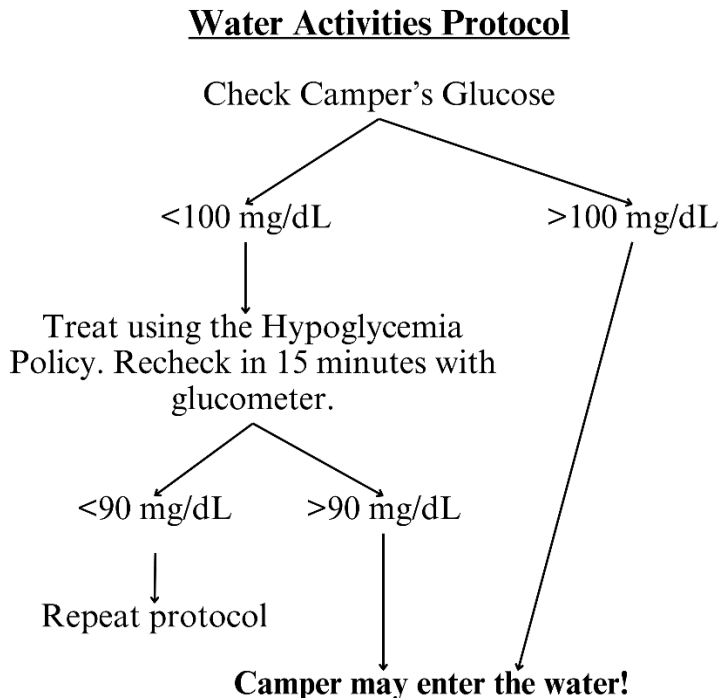 Water Activities Protocol
Check Camper's Glucose
<100 mg/dL
>100 mg/dL
Treat using the Hypoglycemia
Policy. Recheck in 15 minutes with
glucometer.
<90 mg/dL
>90 mg/dL
Repeat protocol
Camper may enter the water!